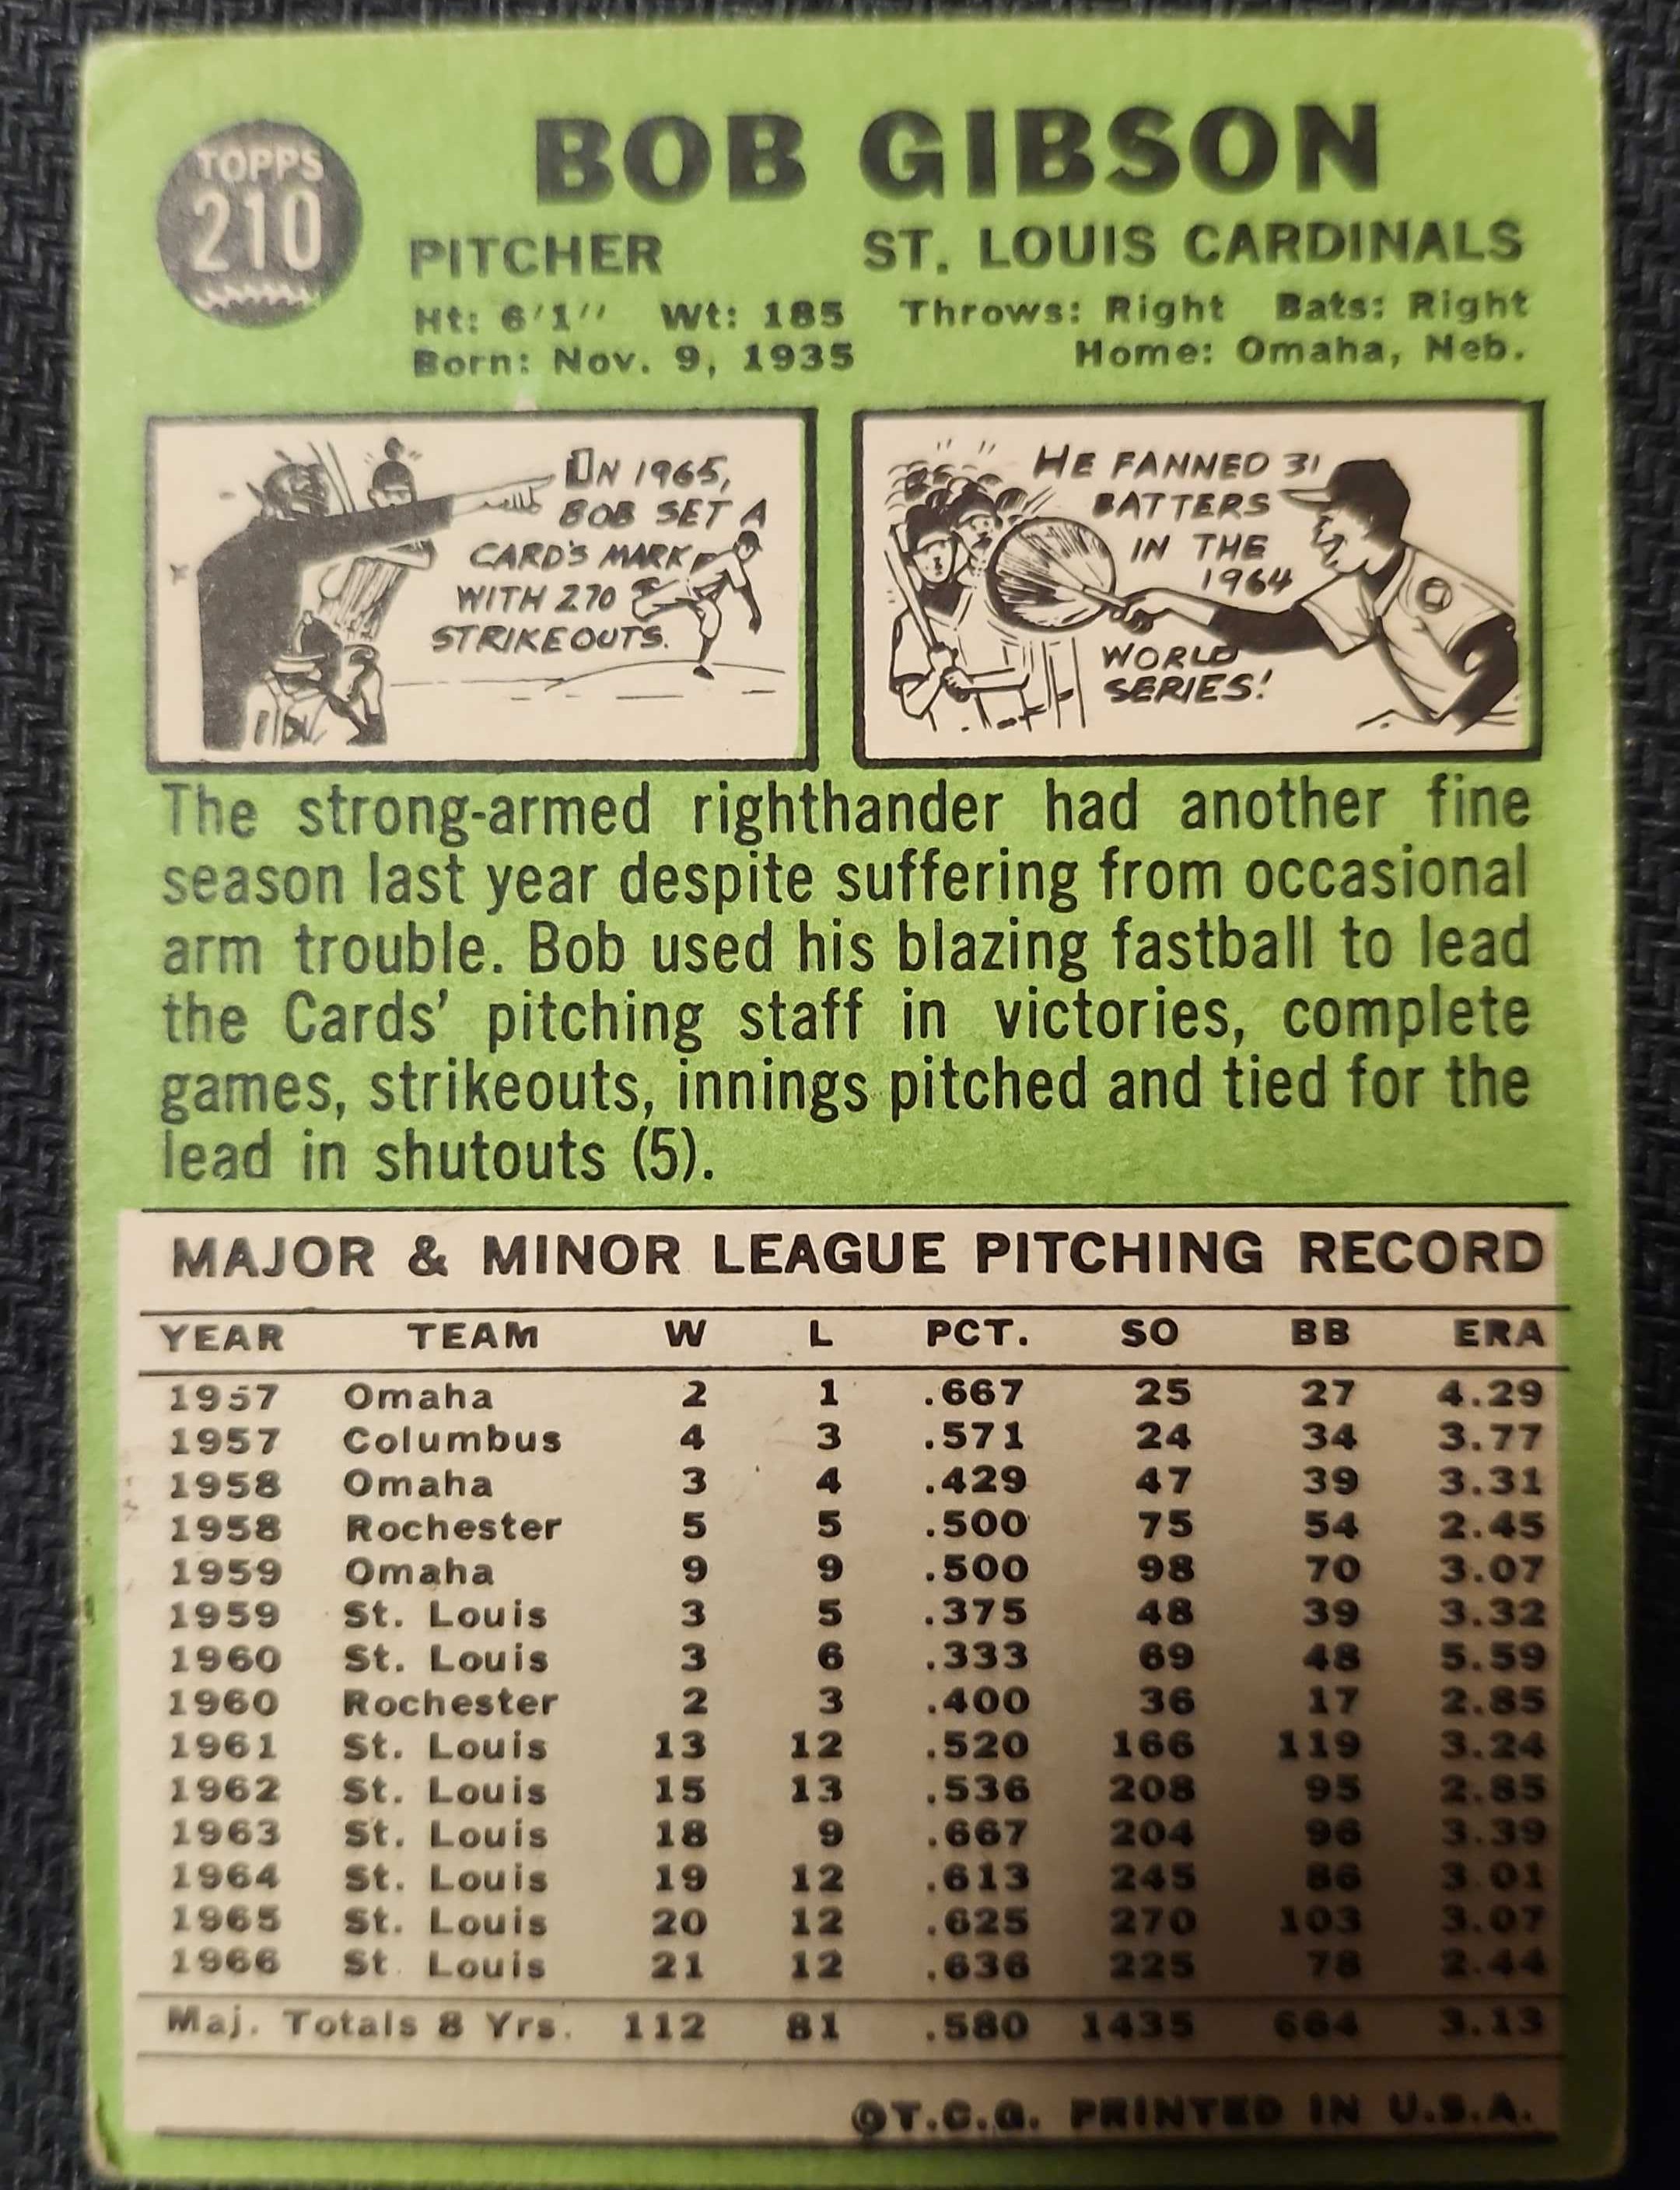 TOPPS
210
BOB GIBSON
PITCHER ST. LOUIS CARDINALS
Ht: 6'1'' Wt: 185 Throws: Right Bats: Right
Born: Nov. 9, 1935 Home: Omaha, Neb.
IN 1965,
BOB SET A
CARD'S MARK
WITH 270
STRIKEOUTS.
HE FANNED 31
BATTERS
IN THE
1964
WORLD
SERIES!
The strong-armed righthander had another fine
season last year despite suffering from occasional
arm trouble. Bob used his blazing fastball to lead
the Cards' pitching staff in victories, complete
games, strikeouts, innings pitched and tied for the
lead in shutouts (5).
MAJOR & MINOR LEAGUE PITCHING RECORD
YEAR TEAM W L PCT. SO BB ERA
1957 Omaha 2 1 .667 25 27 4.29
1957 Columbus 4 3 .571 24 34 3.77
1958 Omaha 3 4 .429 47 39 3.31
1958 Rochester 5 5 .500 75 54 2.45
1959 Omaha 9 9 .500 98 70 3.07
1959 St. Louis 3 5 .375 48 39 3.32
1960 St. Louis 3 6 .333 69 48 5.59
1960 Rochester 2 3 .400 36 17 2.85
1961 St. Louis 13 12 .520 166 119 3.24
1962 St. Louis 15 13 .536 208 95 2.85
1963 St. Louis 18 9 .667 204 96 3.39
1964 St. Louis 19 12 .613 245 86 3.01
1965 St. Louis 20 12 .625 270 103 3.07
1966 St. Louis 21 12 .636 225 78 2.44
Maj. Totals 8 Yrs. 112 81 .580 1435 664 3.13
©T.C.G. PRINTED IN U.S.A.